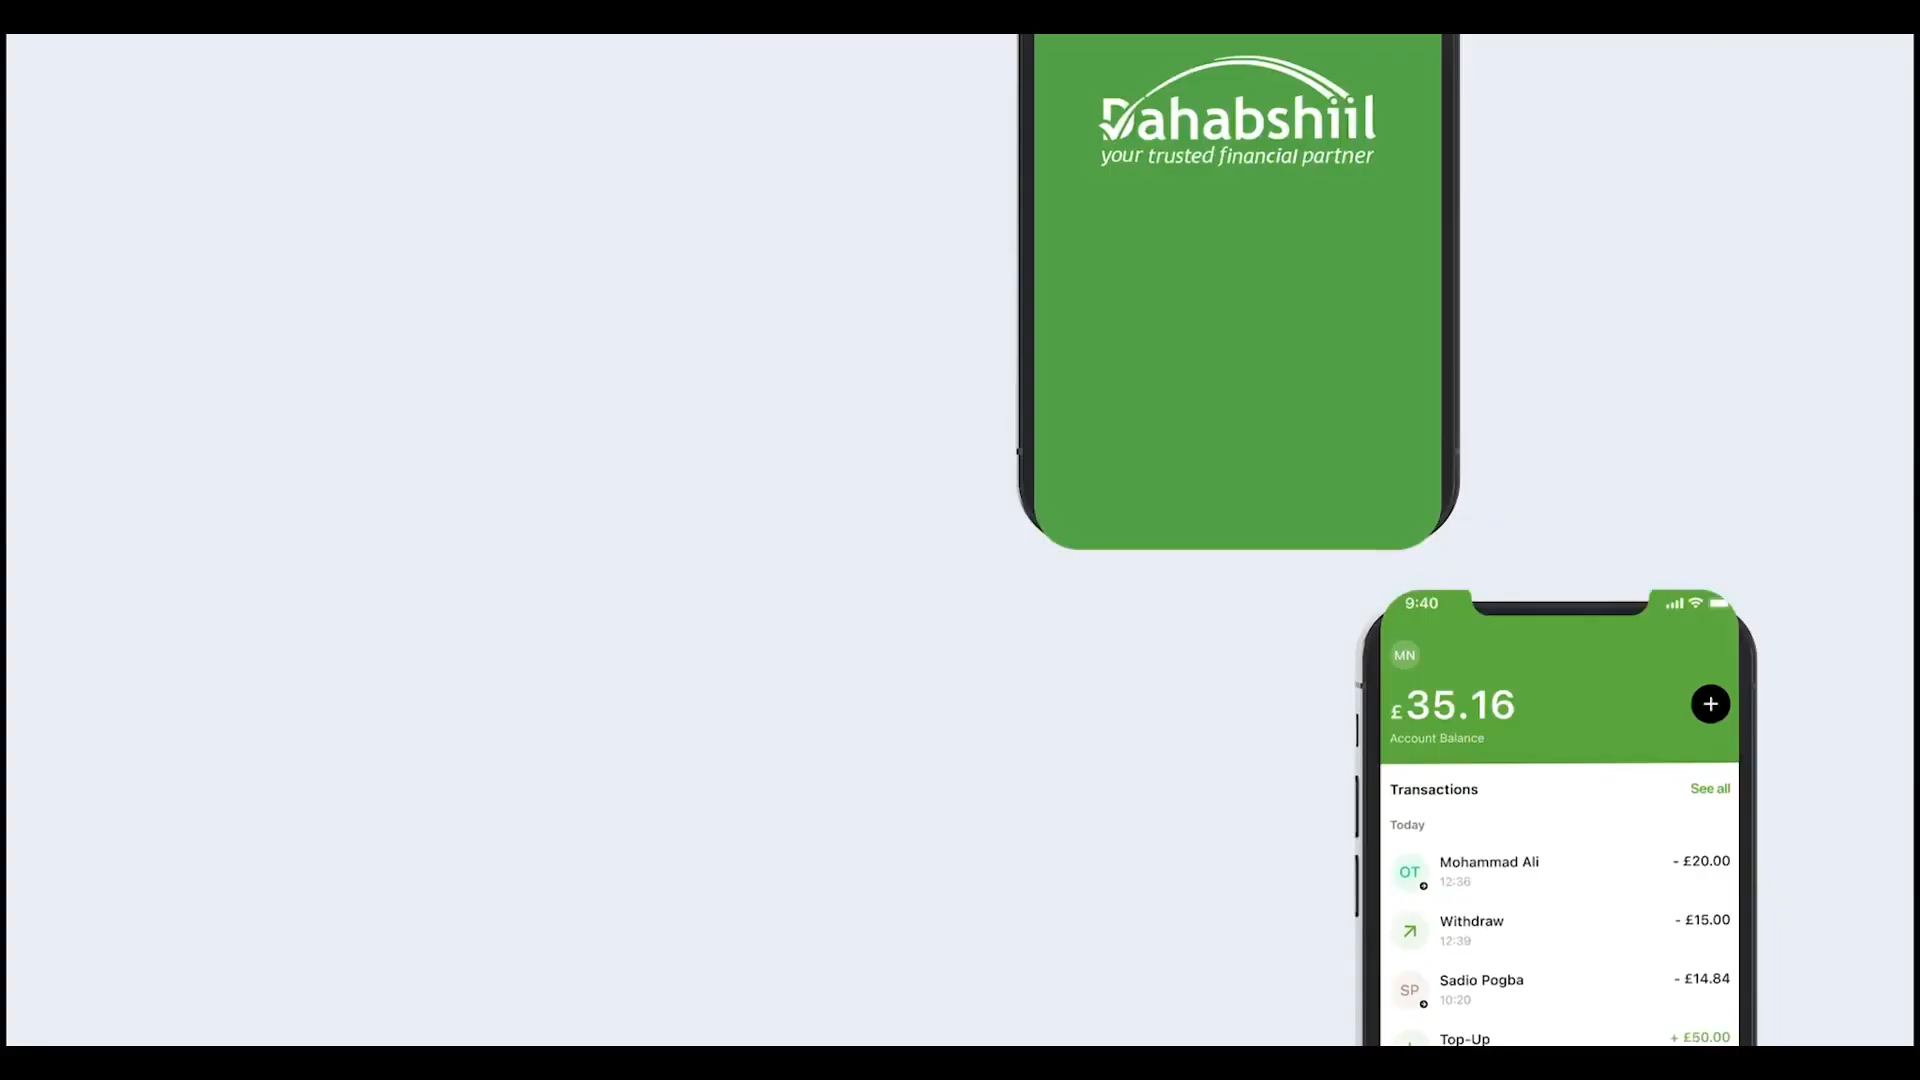 Dahabshiil
your trusted financial partner
9:40
MN
£35.16
Account Balance
Transactions
See all
Today
OT
Mohammad Ali
- £20.00
12:36
Withdraw
- £15.00
12:39
SP
Sadio Pogba
- £14.84
10:20
Top-Up
+ £50.00